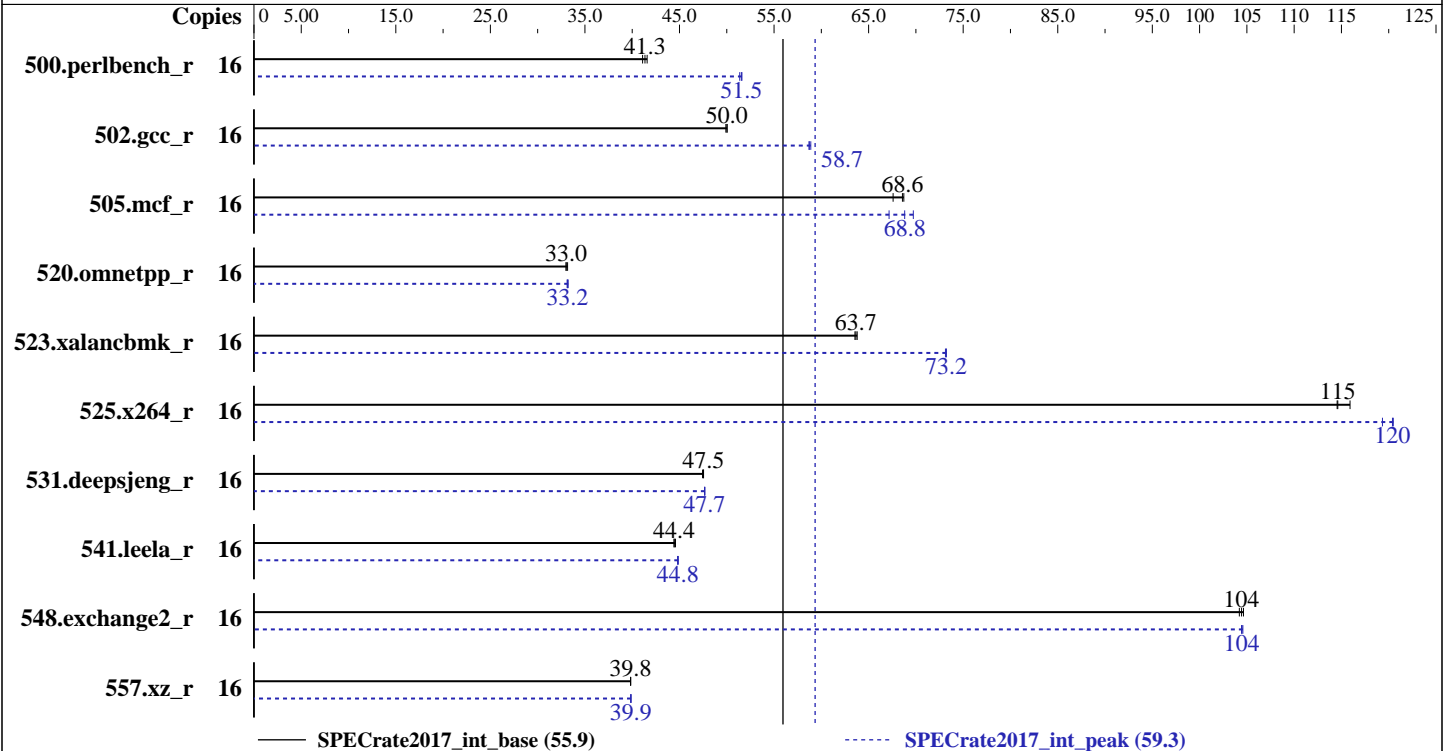 Copies 0 5.00 15.0 25.0 35.0 45.0 55.0 65.0 75.0 85.0 95.0 100 105 110 115 125
500.perlbench_r 16 41.3
51.5
502.gcc_r 16 50.0
58.7
505.mcf_r 16 68.6
68.8
520.omnetpp_r 16 33.0
33.2
523.xalancbmk_r 16 63.7
73.2
525.x264_r 16 115
120
531.deepsjeng_r 16 47.5
47.7
541.leela_r 16 44.4
44.8
548.exchange2_r 16 104
104
557.xz_r 16 39.8
39.9
SPECrate2017_int_base (55.9) SPECrate2017_int_peak (59.3)